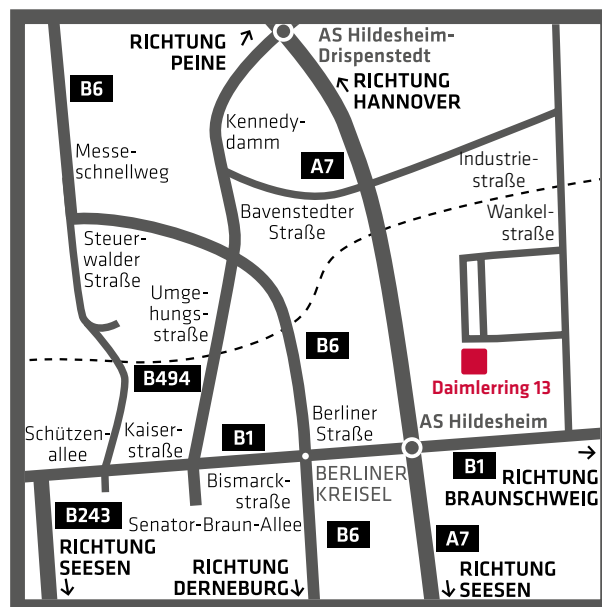 RICHTUNG
PEINE
AS Hildesheim-
Drispenstedt
RICHTUNG
HANNOVER
B6
Kennedy-
damm
Messe-
schnellweg
A7
Industrie-
straße
Bavenstedter
Straße
Wankel-
straße
Steuer-
walder
Straße
Umge-
hungs-
straße
B6
B494
Daimlerring 13
Schützen-
allee
Kaiser-
straße
B1
Berliner
Straße
AS Hildesheim
Bismarck-
straße
BERLINER
KREISEL
B1
RICHTUNG
BRAUNSCHWEIG
B243
Senator-Braun-Allee
B6
A7
RICHTUNG
SEESEN
RICHTUNG
DERNEBURG
RICHTUNG
SEESEN